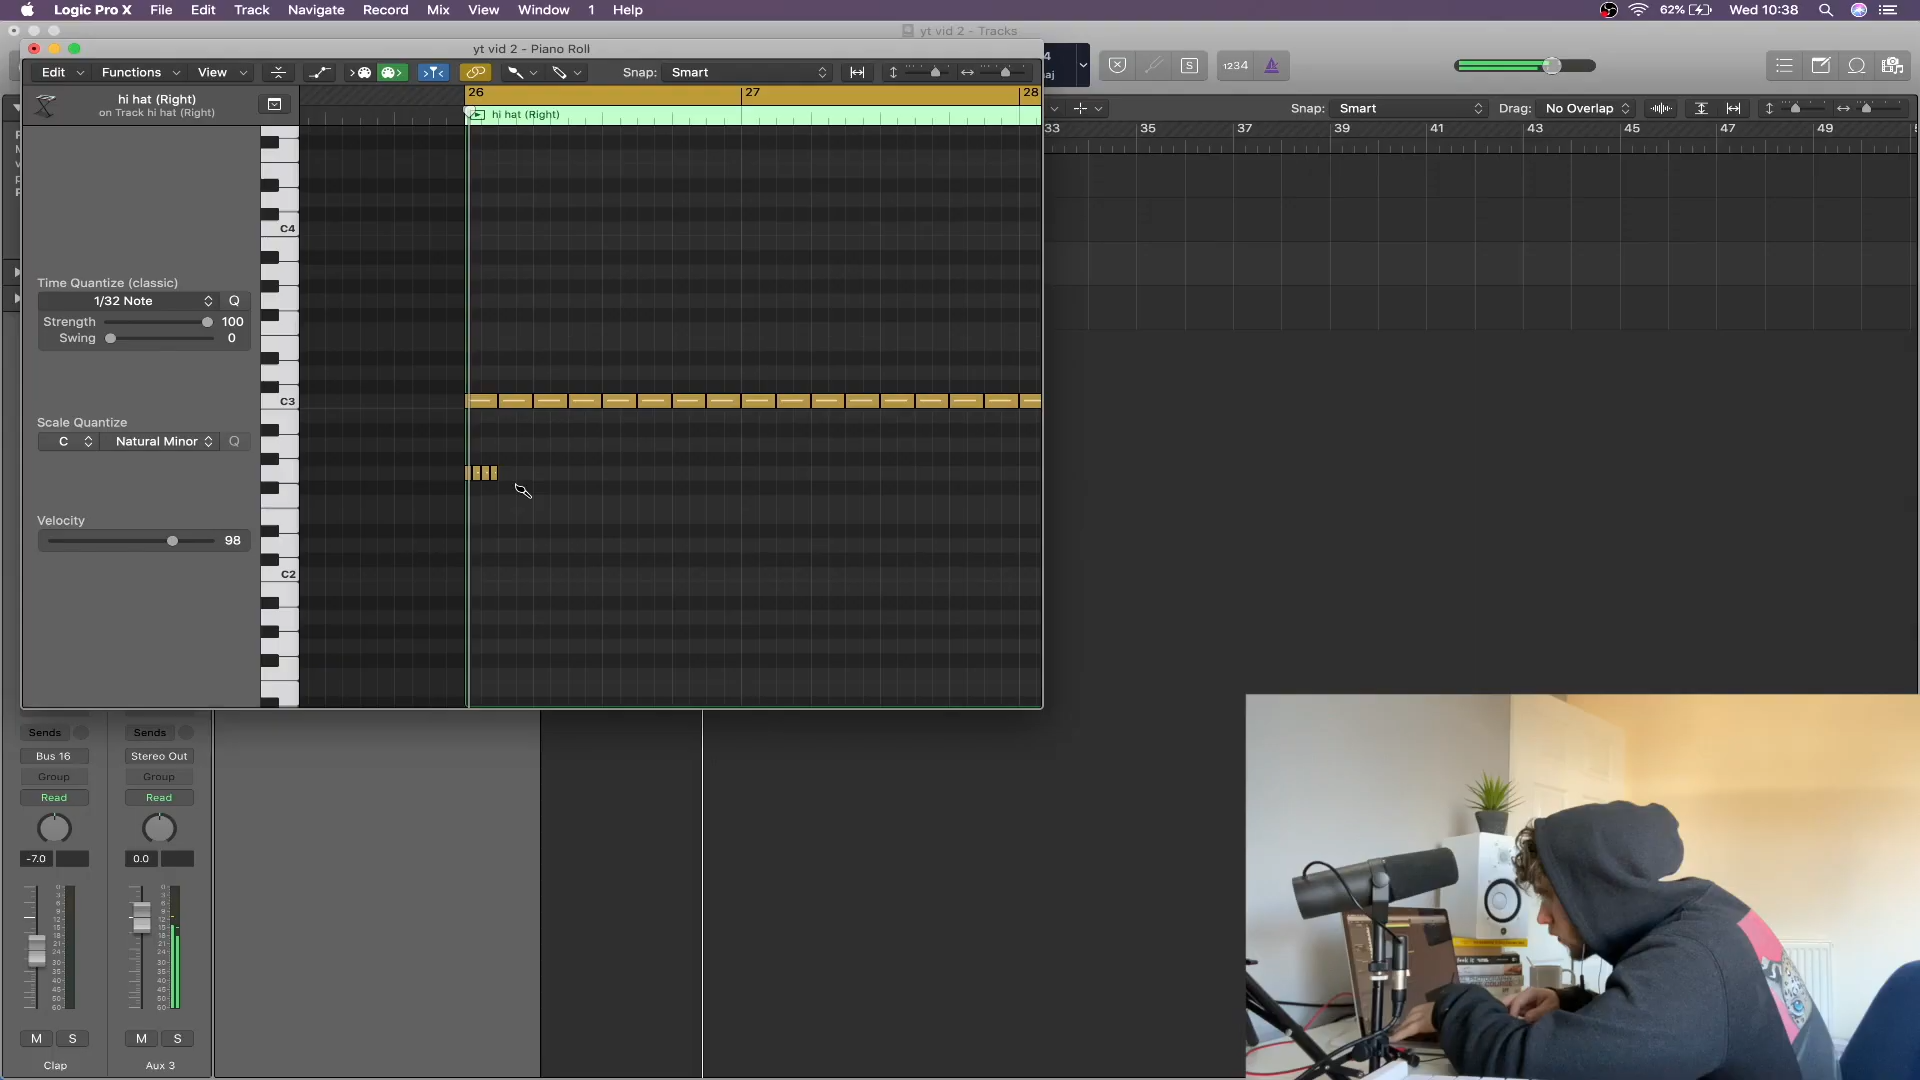 Logic Pro X File Edit Track Navigate Record Mix View Window 1 Help 62% Wed 10:38
yt vid 2 - Tracks
yt vid 2 - Piano Roll
Edit Functions View Snap: Smart
1234
hi hat (Right)
on Track hi hat (Right)
26 27 28
hi hat (Right)
Snap: Smart Drag: No Overlap
33 35 37 39 41 43 45 47 49
C4
Time Quantize (classic)
1/32 Note Q
Strength 100
Swing 0
C3
Scale Quantize
C Natural Minor Q
Velocity
98
C2
Sends Sends
Bus 16 Stereo Out
Group Group
Read Read
-7.0 0.0
M S M S
Clap Aux 3